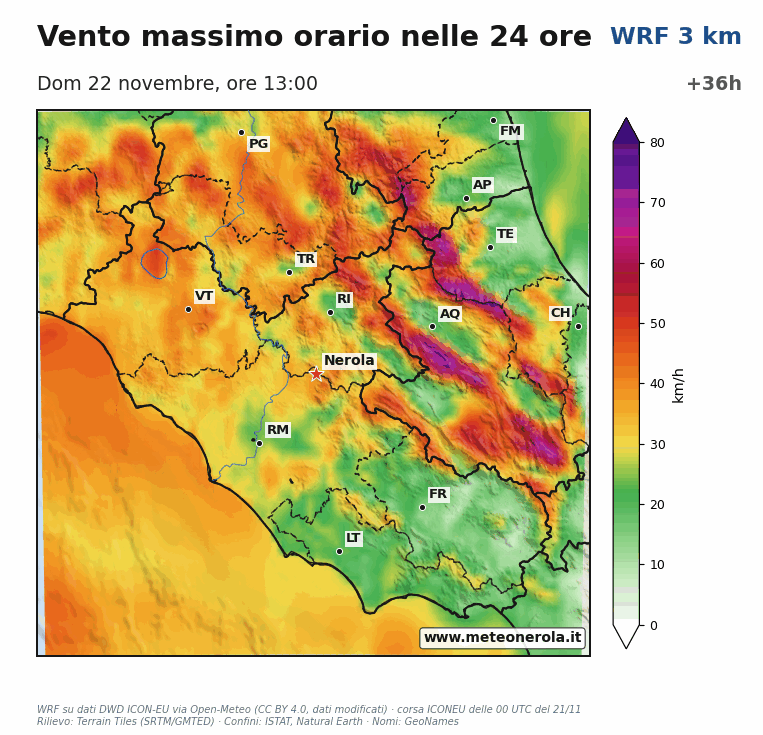 Vento massimo orario nelle 24 ore WRF 3 km
Dom 22 novembre, ore 13:00 +36h
FM
PG
AP
TE
TR
VT
RI
AQ
CH
Nerola
RM
FR
LT
www.meteonerola.it
80
70
60
50
40
30
20
10
0
km/h
WRF su dati DWD ICON-EU via Open-Meteo (CC BY 4.0, dati modificati) · corsa ICONEU delle 00 UTC del 21/11
Rilievo: Terrain Tiles (SRTM/GMTED) · Confini: ISTAT, Natural Earth · Nomi: GeoNames